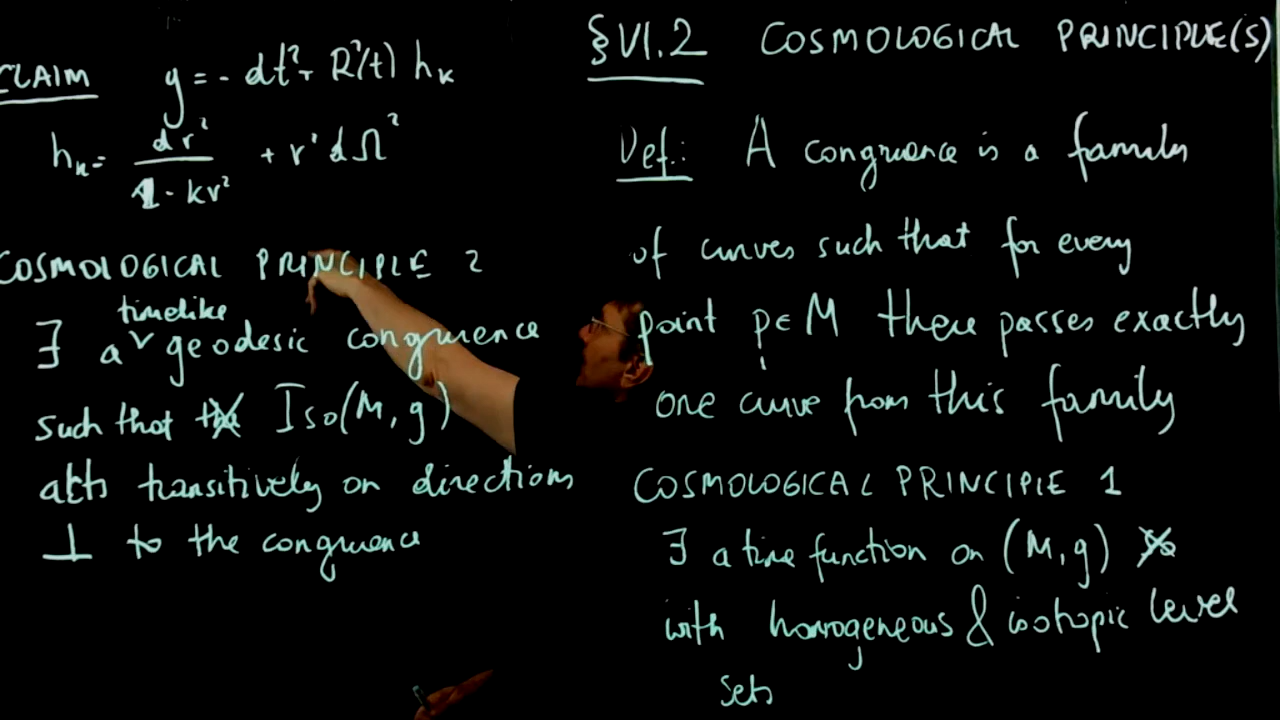 CLAIM g = - dt² + R²(t) h_k
h_k = dr² / 1 - kr² + r² dΩ²
COSMOLOGICAL PRINCIPLE 2
timelike
∃ a ∨ geodesic congruence
such that Iso(M, g)
acts transitively on directions
⊥ to the congruence
§VI.2 COSMOLOGICAL PRINCIPLE(S)
Def.: A congruence is a family
of curves such that for every
point p ∈ M there passes exactly
one curve from this family
COSMOLOGICAL PRINCIPLE 1
∃ a time function on (M, g)
with homogeneous & isotopic level
sets